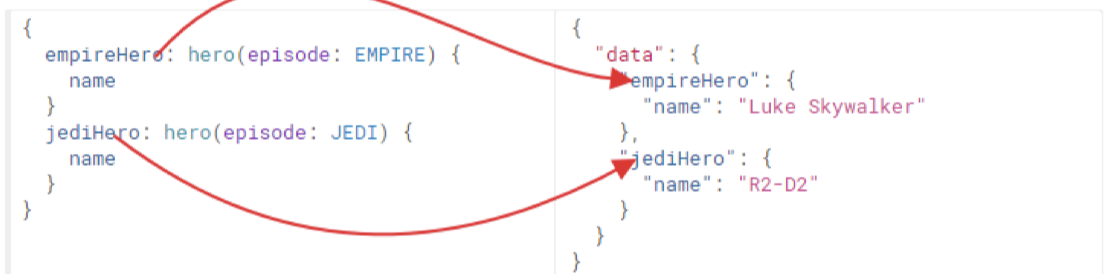 {
  empireHero: hero(episode: EMPIRE) {
    name
  }
  jediHero: hero(episode: JEDI) {
    name
  }
}
{
  "data": {
    "empireHero": {
      "name": "Luke Skywalker"
    },
    "jediHero": {
      "name": "R2-D2"
    }
  }
}